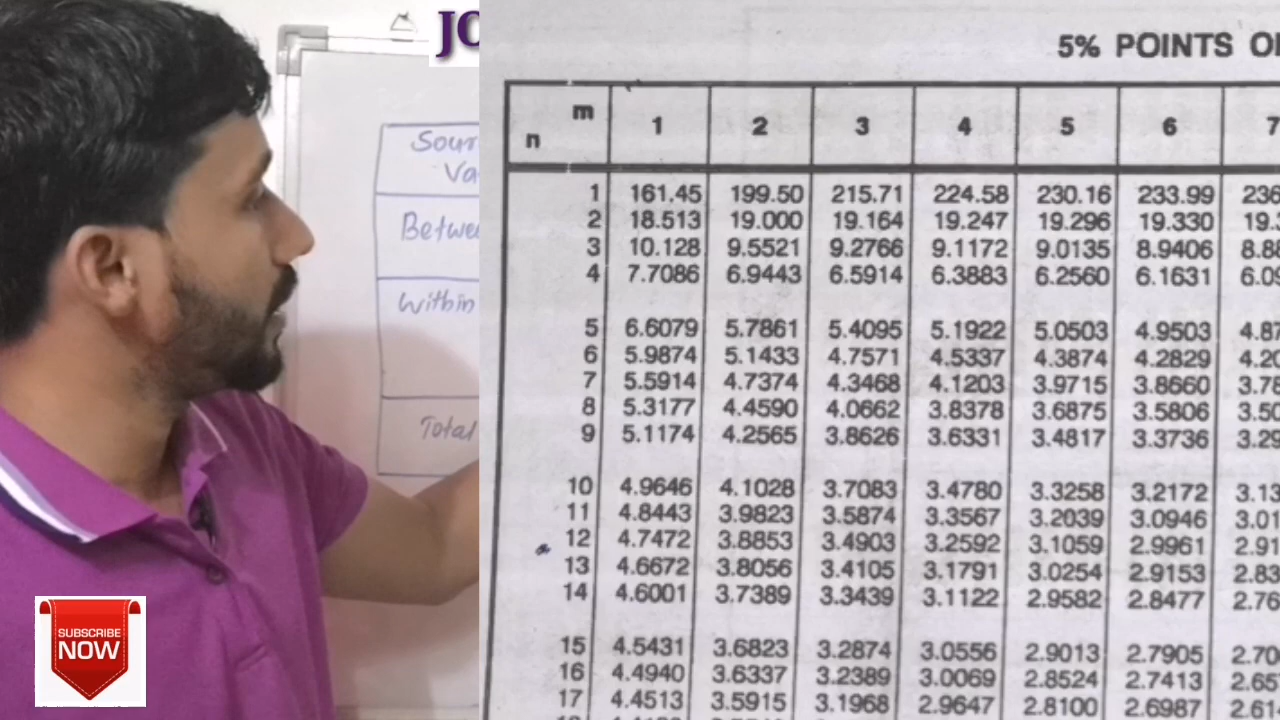 JO
Sour
Va
Betwee
Within
Total
SUBSCRIBE
NOW
5% POINTS O
m
n
1 2 3 4 5 6 7
1 161.45 199.50 215.71 224.58 230.16 233.99 236
2 18.513 19.000 19.164 19.247 19.296 19.330 19.
3 10.128 9.5521 9.2766 9.1172 9.0135 8.9406 8.88
4 7.7086 6.9443 6.5914 6.3883 6.2560 6.1631 6.09
5 6.6079 5.7861 5.4095 5.1922 5.0503 4.9503 4.87
6 5.9874 5.1433 4.7571 4.5337 4.3874 4.2829 4.20
7 5.5914 4.7374 4.3468 4.1203 3.9715 3.8660 3.78
8 5.3177 4.4590 4.0662 3.8378 3.6875 3.5806 3.50
9 5.1174 4.2565 3.8626 3.6331 3.4817 3.3736 3.29
10 4.9646 4.1028 3.7083 3.4780 3.3258 3.2172 3.13
11 4.8443 3.9823 3.5874 3.3567 3.2039 3.0946 3.01
12 4.7472 3.8853 3.4903 3.2592 3.1059 2.9961 2.91
13 4.6672 3.8056 3.4105 3.1791 3.0254 2.9153 2.83
14 4.6001 3.7389 3.3439 3.1122 2.9582 2.8477 2.76
15 4.5431 3.6823 3.2874 3.0556 2.9013 2.7905 2.70
16 4.4940 3.6337 3.2389 3.0069 2.8524 2.7413 2.65
17 4.4513 3.5915 3.1968 2.9647 2.8100 2.6987 2.61